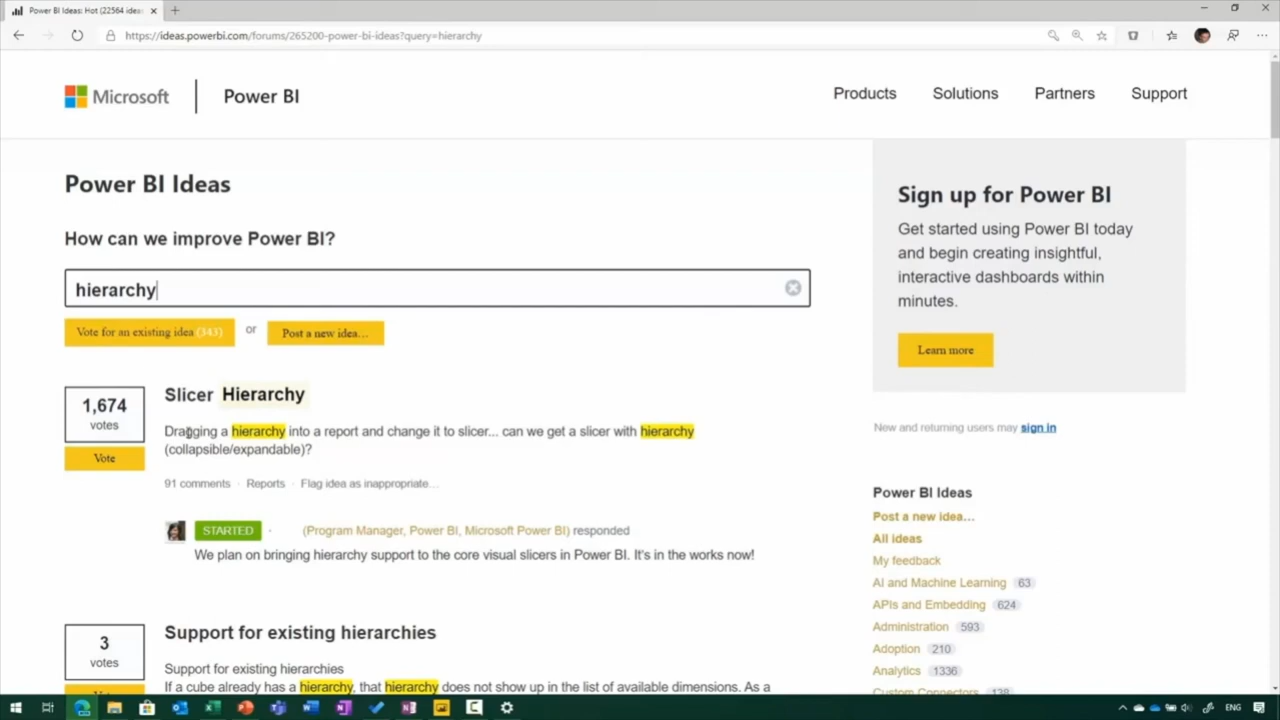 Power BI Ideas: Hot (22564 ideas
https://ideas.powerbi.com/forums/265200-power-bi-ideas?query=hierarchy
Microsoft Power BI
Products Solutions Partners Support
Power BI Ideas
How can we improve Power BI?
hierarchy
Vote for an existing idea (343) or Post a new idea...
Sign up for Power BI
Get started using Power BI today
and begin creating insightful,
interactive dashboards within
minutes.
Learn more
New and returning users may sign in
1,674
votes
Vote
Slicer Hierarchy
Dragging a hierarchy into a report and change it to slicer... can we get a slicer with hierarchy
(collapsible/expandable)?
91 comments · Reports · Flag idea as inappropriate...
STARTED · (Program Manager, Power BI, Microsoft Power BI) responded
We plan on bringing hierarchy support to the core visual slicers in Power BI. It's in the works now!
3
votes
Vote
Support for existing hierarchies
Support for existing hierarchies
If a cube already has a hierarchy, that hierarchy does not show up in the list of available dimensions. As a
Power BI Ideas
Post a new idea...
All ideas
My feedback
AI and Machine Learning 63
APIs and Embedding 624
Administration 593
Adoption 210
Analytics 1336
Custom Connectors 138
ENG